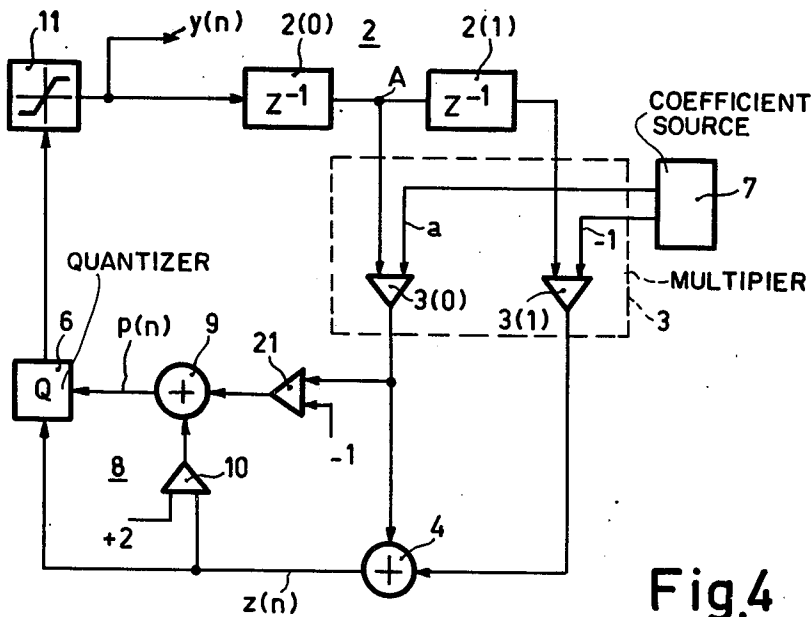 11
y(n)
2(0)
2
2(1)
Z⁻¹
A
Z⁻¹
COEFFICIENT
SOURCE
7
a
-1
3(0)
3(1)
MULTIPIER
3
QUANTIZER
6
p(n)
9
21
Q
+
-1
8
10
+2
4
+
z(n)
Fig.4